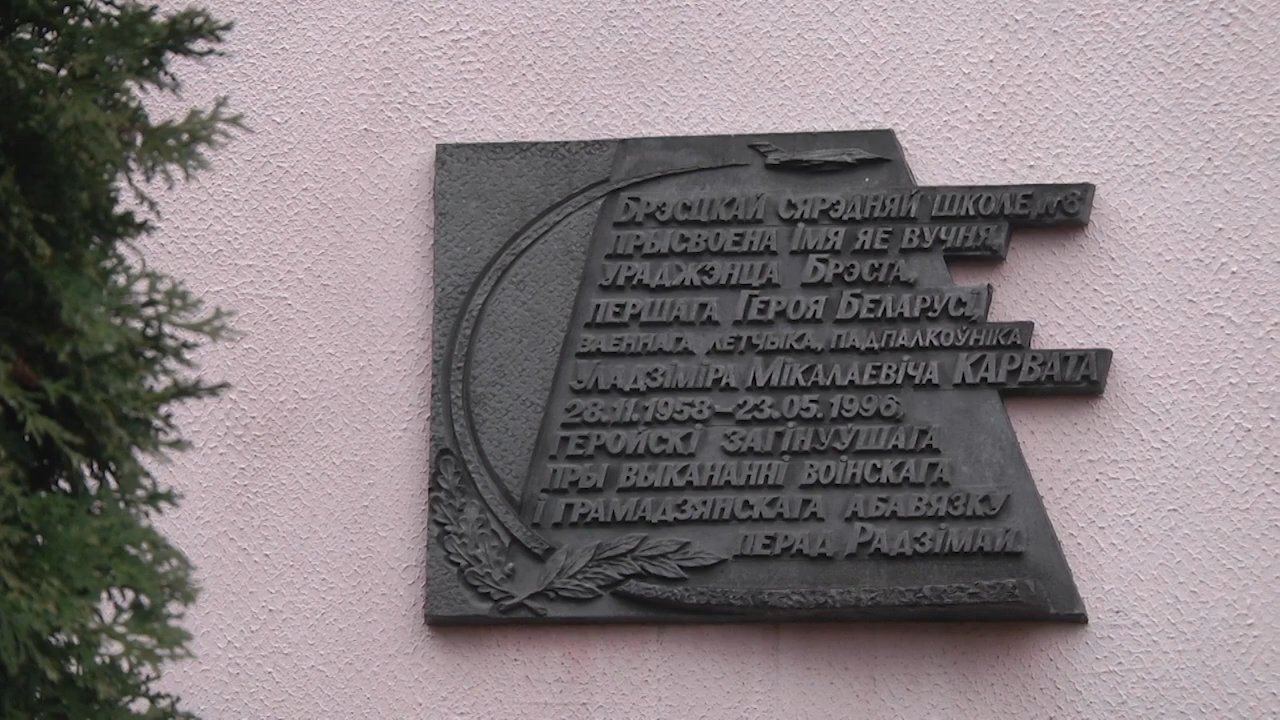 Брэсцкай сярэдняй школе №8
прысвоена імя яе вучня,
ураджэнца Брэста,
першага Героя Беларусі,
ваеннага лётчыка, падпалкоўніка
Уладзіміра Мікалаевіча КАРВАТА
28.11.1958–23.05.1996,
геройскі загінуўшага
пры выкананні воінскага
і грамадзянскага абавязку
перад Радзімай.